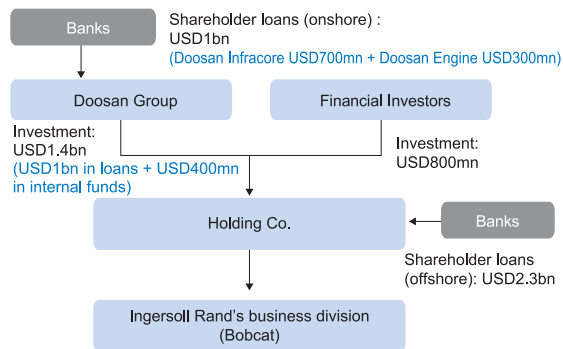 Banks
Shareholder loans (onshore) :
USD1bn
(Doosan Infracore USD700mn + Doosan Engine USD300mn)
Doosan Group
Financial Investors
Investment:
USD1.4bn
(USD1bn in loans + USD400mn
in internal funds)
Investment:
USD800mn
Holding Co.
Banks
Shareholder loans
(offshore): USD2.3bn
Ingersoll Rand's business division
(Bobcat)